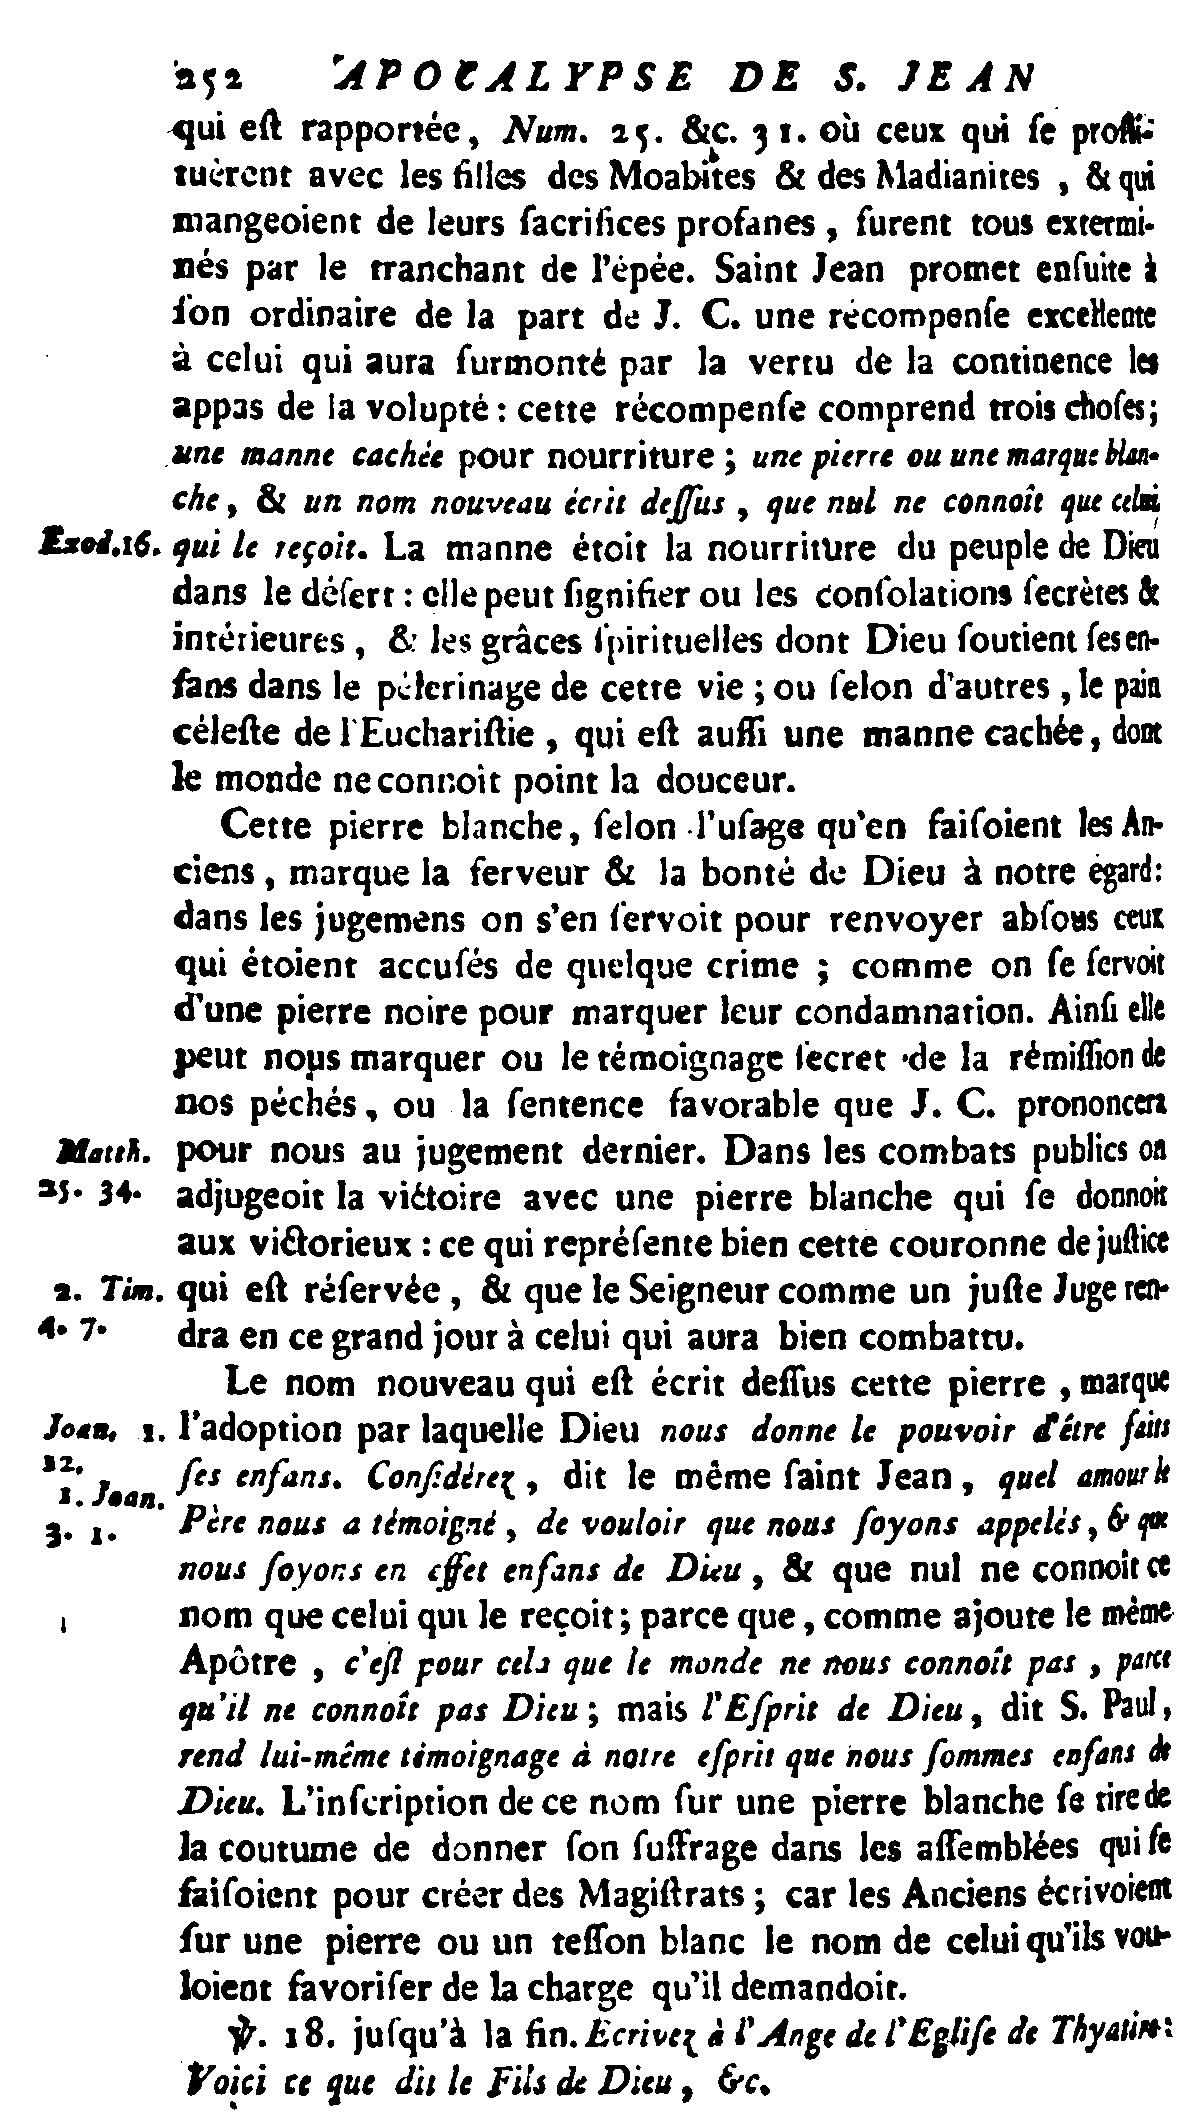 252 APOCALYPSE DE S. JEAN
qui eſt rapportée, Num. 25. &c. 31. où ceux qui ſe proſti-
tuèrent avec les filles des Moabites & des Madianites, & qui
mangeoient de leurs ſacrifices profanes, furent tous extermi-
nés par le tranchant de l'épée. Saint Jean promet enſuite à
ſon ordinaire de la part de J. C. une récompenſe excellente
à celui qui aura ſurmonté par la vertu de la continence les
appas de la volupté : cette récompenſe comprend trois choſes;
une manne cachée pour nourriture ; une pierre ou une marque blan-
che, & un nom nouveau écrit deſſus, que nul ne connoît que celui
Exod.16. qui le reçoit. La manne étoit la nourriture du peuple de Dieu
dans le déſert : elle peut ſignifier ou les conſolations ſecrètes &
intérieures, & les grâces ſpirituelles dont Dieu ſoutient ſes en-
fans dans le pélerinage de cette vie ; ou ſelon d'autres, le pain
céleſte de l'Euchariſtie, qui eſt auſſi une manne cachée, dont
le monde ne connoît point la douceur.
Cette pierre blanche, ſelon l'uſage qu'en faiſoient les An-
ciens, marque la ferveur & la bonté de Dieu à notre égard:
dans les jugemens on s'en ſervoit pour renvoyer abſous ceux
qui étoient accuſés de quelque crime ; comme on ſe ſervoit
d'une pierre noire pour marquer leur condamnation. Ainſi elle
peut nous marquer ou le témoignage ſecret de la rémiſſion de
nos péchés, ou la ſentence favorable que J. C. prononcera
Matth. pour nous au jugement dernier. Dans les combats publics on
25. 34. adjugeoit la victoire avec une pierre blanche qui ſe donnoit
aux victorieux : ce qui repréſente bien cette couronne de juſtice
2. Tim. qui eſt réſervée, & que le Seigneur comme un juſte Juge ren-
4. 7. dra en ce grand jour à celui qui aura bien combattu.
Le nom nouveau qui eſt écrit deſſus cette pierre, marque
Joan. 1. l'adoption par laquelle Dieu nous donne le pouvoir d'être faits
12. ſes enfans. Conſidérez, dit le même ſaint Jean, quel amour le
1. Joan. Père nous a témoigné, de vouloir que nous ſoyons appelés, & que
3. 1. nous ſoyons en effet enfans de Dieu, & que nul ne connoit ce
nom que celui qui le reçoit ; parce que, comme ajoute le même
Apôtre, c'eſt pour cela que le monde ne nous connoît pas, parce
qu'il ne connoît pas Dieu ; mais l'Eſprit de Dieu, dit S. Paul,
rend lui-même témoignage à notre eſprit que nous ſommes enfans de
Dieu. L'inſcription de ce nom ſur une pierre blanche ſe tire de
la coutume de donner ſon ſuffrage dans les aſſemblées qui ſe
faiſoient pour créer des Magiſtrats ; car les Anciens écrivoient
ſur une pierre ou un teſſon blanc le nom de celui qu'ils vou-
loient favoriſer de la charge qu'il demandoit.
℣. 18. juſqu'à la fin. Ecrivez à l'Ange de l'Egliſe de Thyatire :
Voici ce que dit le Fils de Dieu, &c.